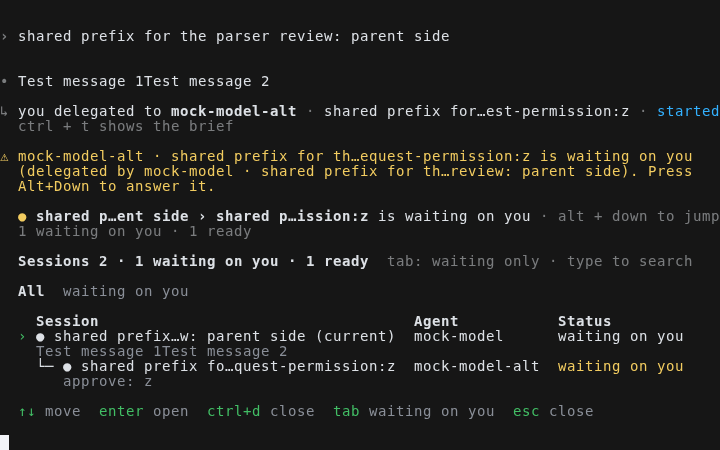 › shared prefix for the parser review: parent side
• Test message 1Test message 2
↳ you delegated to mock-model-alt · shared prefix for…est-permission:z · started
ctrl + t shows the brief
⚠ mock-model-alt · shared prefix for th…equest-permission:z is waiting on you
(delegated by mock-model · shared prefix for th…review: parent side). Press
Alt+Down to answer it.
● shared p…ent side › shared p…ission:z is waiting on you · alt + down to jump
1 waiting on you · 1 ready
Sessions 2 · 1 waiting on you · 1 ready  tab: waiting only · type to search
All  waiting on you
Session  Agent  Status
› ● shared prefix…w: parent side (current)  mock-model  waiting on you
Test message 1Test message 2
└─ ● shared prefix fo…quest-permission:z  mock-model-alt  waiting on you
approve: z
↑↓ move  enter open  ctrl+d close  tab waiting on you  esc close